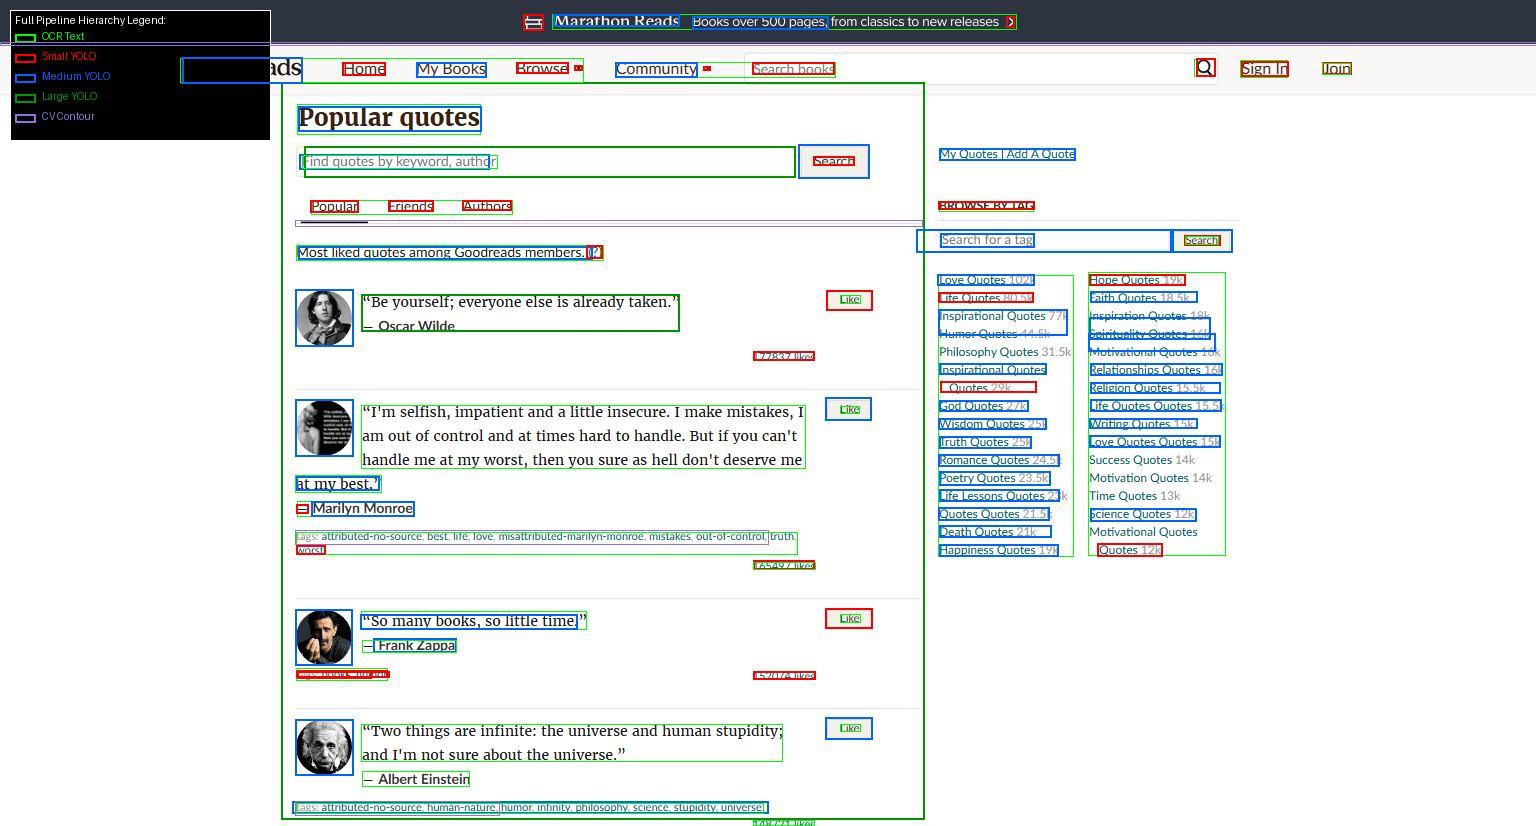 Full Pipeline Hierarchy Legend:
OCR Text
Small YOLO
Medium YOLO
Large YOLO
CV Contour
Marathon Reads Books over 500 pages, from classics to new releases
ads Home My Books Browse Community Search books Sign In Join
Popular quotes
Find quotes by keyword, author Search
Popular Friends Authors
Most liked quotes among Goodreads members. (?)
“Be yourself; everyone else is already taken.” Like
― Oscar Wilde
177837 likes
“I'm selfish, impatient and a little insecure. I make mistakes, I Like
am out of control and at times hard to handle. But if you can't
handle me at my worst, then you sure as hell don't deserve me
at my best.”
― Marilyn Monroe
tags: attributed-no-source, best, life, love, misattributed-marilyn-monroe, mistakes, out-of-control, truth,
worst
165497 likes
“So many books, so little time.” Like
― Frank Zappa
tags: books, humor
152074 likes
“Two things are infinite: the universe and human stupidity; Like
and I'm not sure about the universe.”
― Albert Einstein
tags: attributed-no-source, human-nature, humor, infinity, philosophy, science, stupidity, universe
148771 likes
My Quotes | Add A Quote
BROWSE BY TAG
Search for a tag Search
Love Quotes 102k
Life Quotes 80.5k
Inspirational Quotes 77k
Humor Quotes 44.5k
Philosophy Quotes 31.5k
Inspirational Quotes
Quotes 29k
God Quotes 27k
Wisdom Quotes 25k
Truth Quotes 25k
Romance Quotes 24.5k
Poetry Quotes 23.5k
Life Lessons Quotes 23k
Quotes Quotes 21.5k
Death Quotes 21k
Happiness Quotes 19k
Hope Quotes 19k
Faith Quotes 18.5k
Inspiration Quotes 18k
Spirituality Quotes 16k
Motivational Quotes 16k
Relationships Quotes 16k
Religion Quotes 15.5k
Life Quotes Quotes 15.5k
Writing Quotes 15k
Love Quotes Quotes 15k
Success Quotes 14k
Motivation Quotes 14k
Time Quotes 13k
Science Quotes 12k
Motivational Quotes
Quotes 12k